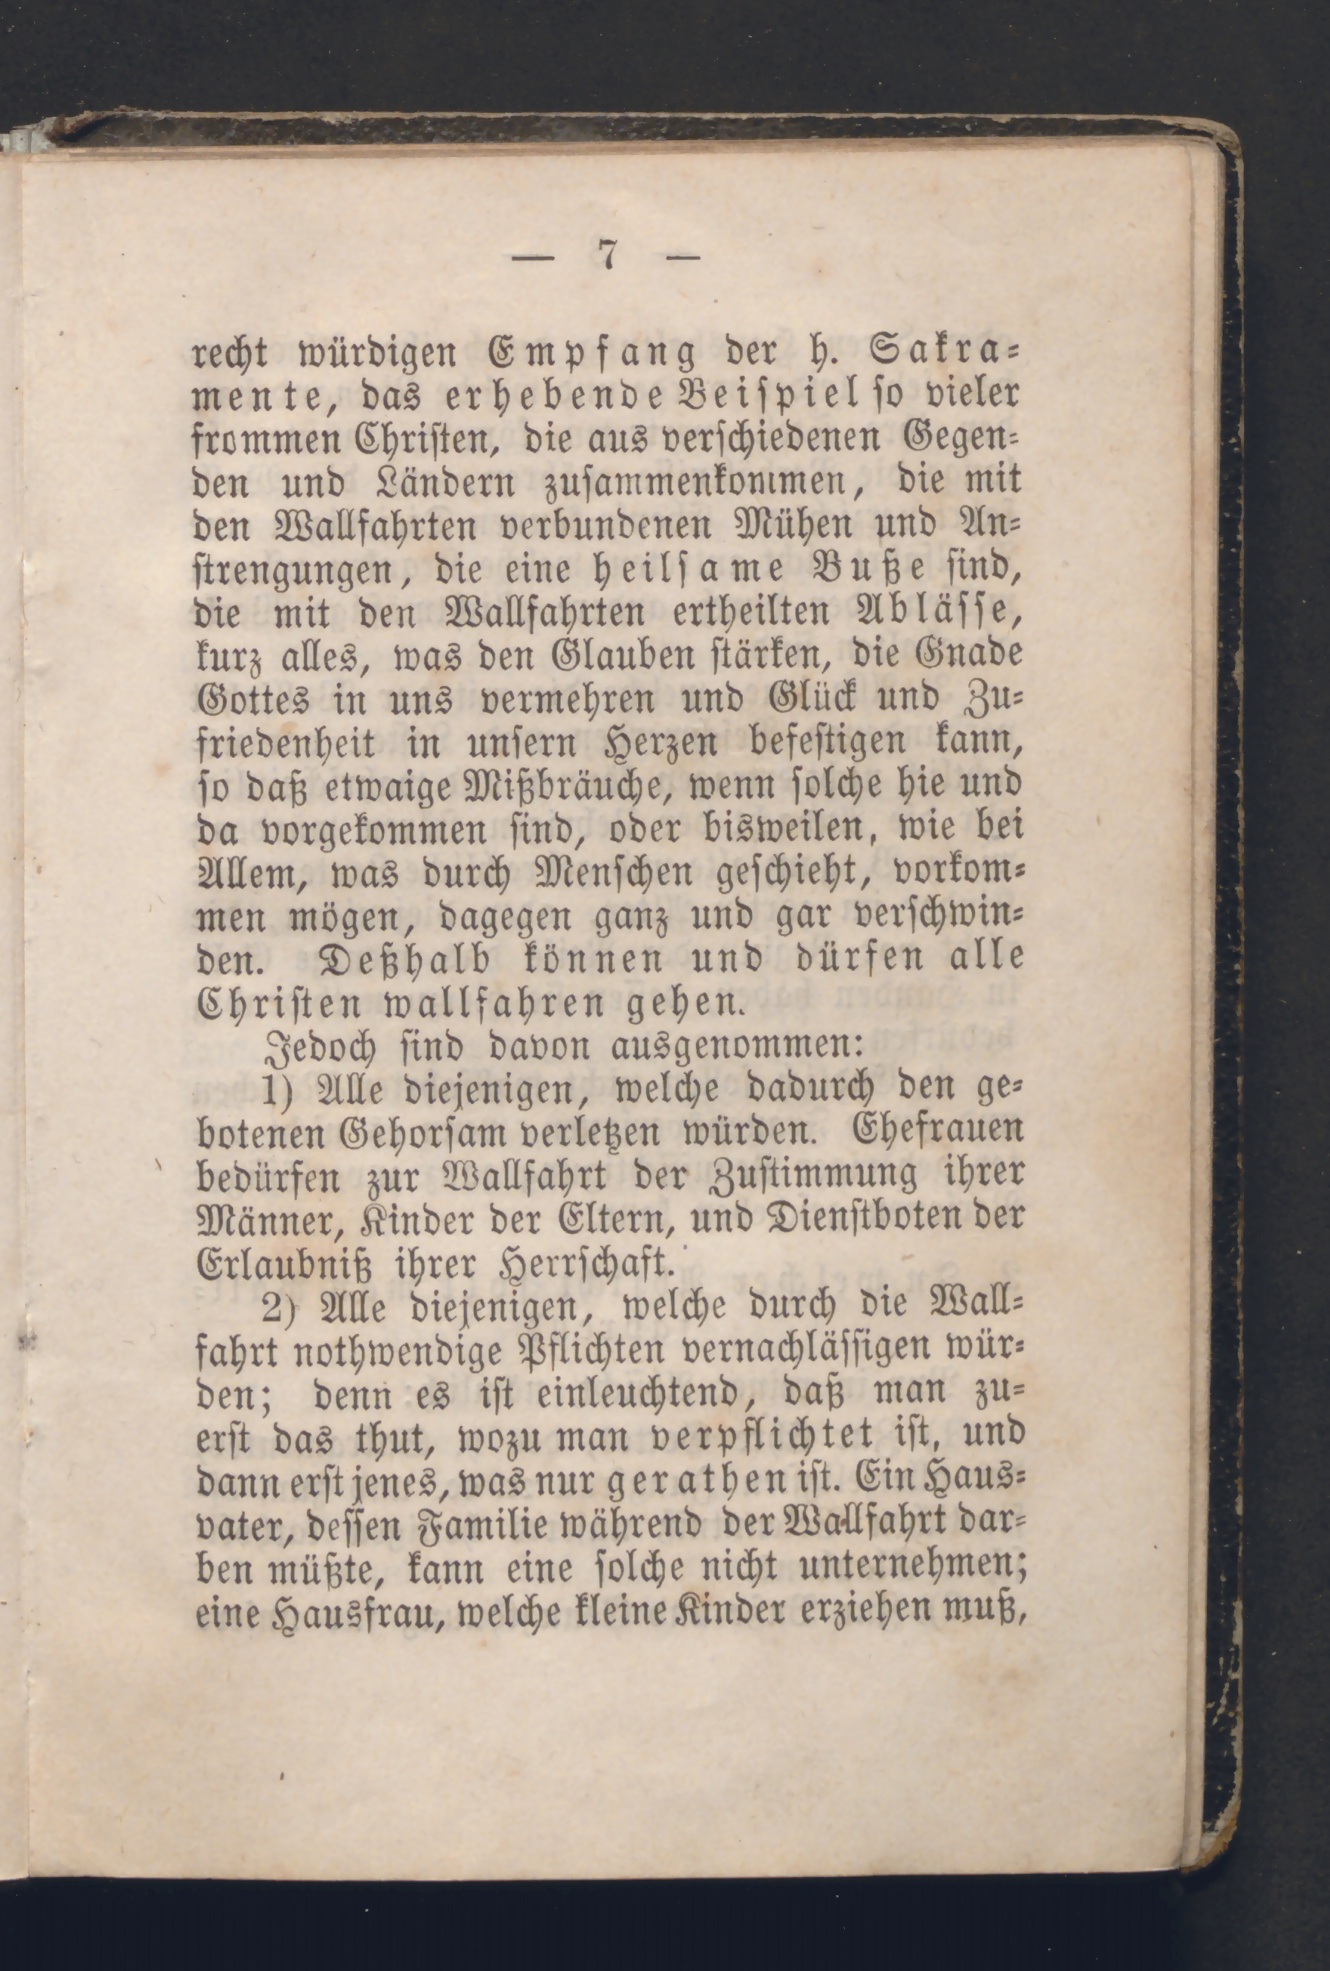 — 7 —
recht würdigen Empfang der h. Sakra-
mente, das erhebende Beispiel so vieler
frommen Christen, die aus verschiedenen Gegen-
den und Ländern zusammenkommen, die mit
den Wallfahrten verbundenen Mühen und An-
strengungen, die eine heilsame Buße sind,
die mit den Wallfahrten ertheilten Ablässe,
kurz alles, was den Glauben stärken, die Gnade
Gottes in uns vermehren und Glück und Zu-
friedenheit in unsern Herzen befestigen kann,
so daß etwaige Mißbräuche, wenn solche hie und
da vorgekommen sind, oder bisweilen, wie bei
Allem, was durch Menschen geschieht, vorkom-
men mögen, dagegen ganz und gar verschwin-
den. Deßhalb können und dürfen alle
Christen wallfahren gehen.
Jedoch sind davon ausgenommen:
1) Alle diejenigen, welche dadurch den ge-
botenen Gehorsam verletzen würden. Ehefrauen
bedürfen zur Wallfahrt der Zustimmung ihrer
Männer, Kinder der Eltern, und Dienstboten der
Erlaubniß ihrer Herrschaft.
2) Alle diejenigen, welche durch die Wall-
fahrt nothwendige Pflichten vernachlässigen wür-
den; denn es ist einleuchtend, daß man zu-
erst das thut, wozu man verpflichtet ist, und
dann erst jenes, was nur gerathen ist. Ein Haus-
vater, dessen Familie während der Wallfahrt dar-
ben müßte, kann eine solche nicht unternehmen;
eine Hausfrau, welche kleine Kinder erziehen muß,